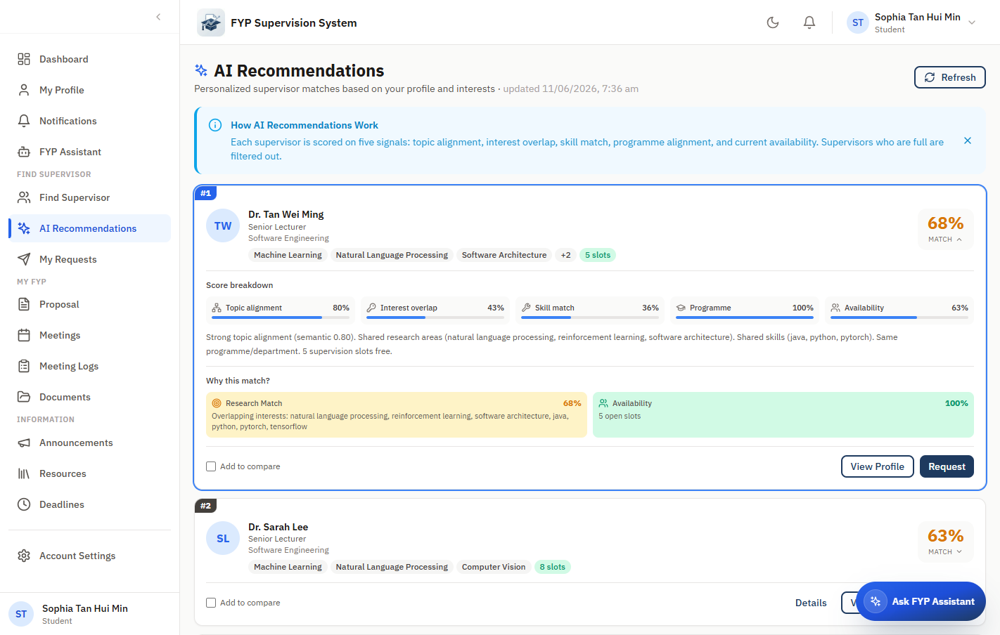 FYP Supervision System
ST
Sophia Tan Hui Min
Student
Dashboard
My Profile
Notifications
FYP Assistant
FIND SUPERVISOR
Find Supervisor
AI Recommendations
My Requests
MY FYP
Proposal
Meetings
Meeting Logs
Documents
INFORMATION
Announcements
Resources
Deadlines
Account Settings
ST
Sophia Tan Hui Min
Student
AI Recommendations
Personalized supervisor matches based on your profile and interests · updated 11/06/2026, 7:36 am
Refresh
How AI Recommendations Work
Each supervisor is scored on five signals: topic alignment, interest overlap, skill match, programme alignment, and current availability. Supervisors who are full are
filtered out.
#1
TW
Dr. Tan Wei Ming
Senior Lecturer
Software Engineering
Machine Learning Natural Language Processing Software Architecture +2 5 slots
68%
MATCH
Score breakdown
Topic alignment 80%
Interest overlap 43%
Skill match 36%
Programme 100%
Availability 63%
Strong topic alignment (semantic 0.80). Shared research areas (natural language processing, reinforcement learning, software architecture). Shared skills (java, python, pytorch). Same
programme/department. 5 supervision slots free.
Why this match?
Research Match 68%
Overlapping interests: natural language processing, reinforcement learning, software architecture, java,
python, pytorch, tensorflow
Availability 100%
5 open slots
Add to compare
View Profile
Request
#2
SL
Dr. Sarah Lee
Senior Lecturer
Software Engineering
Machine Learning Natural Language Processing Computer Vision 8 slots
63%
MATCH
Add to compare
Details
Ask FYP Assistant